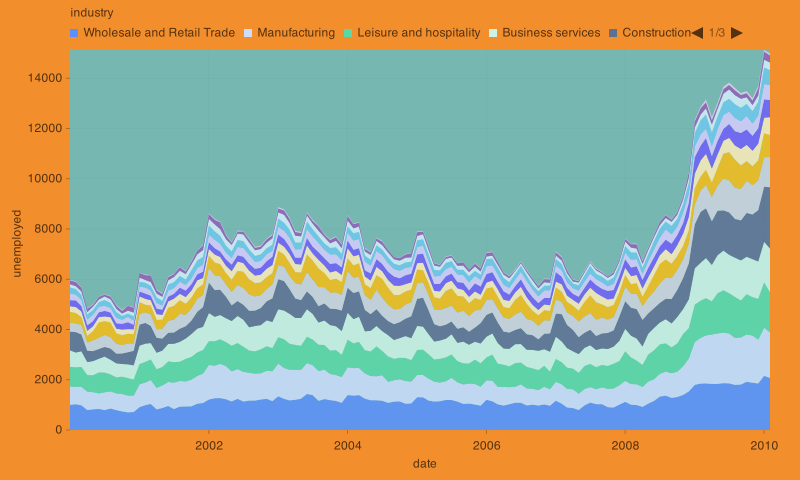 industry
Wholesale and Retail Trade Manufacturing Leisure and hospitality Business services Construction 1/3
14000
12000
10000
8000
6000
4000
2000
0
unemployed
2002 2004 2006 2008 2010
date